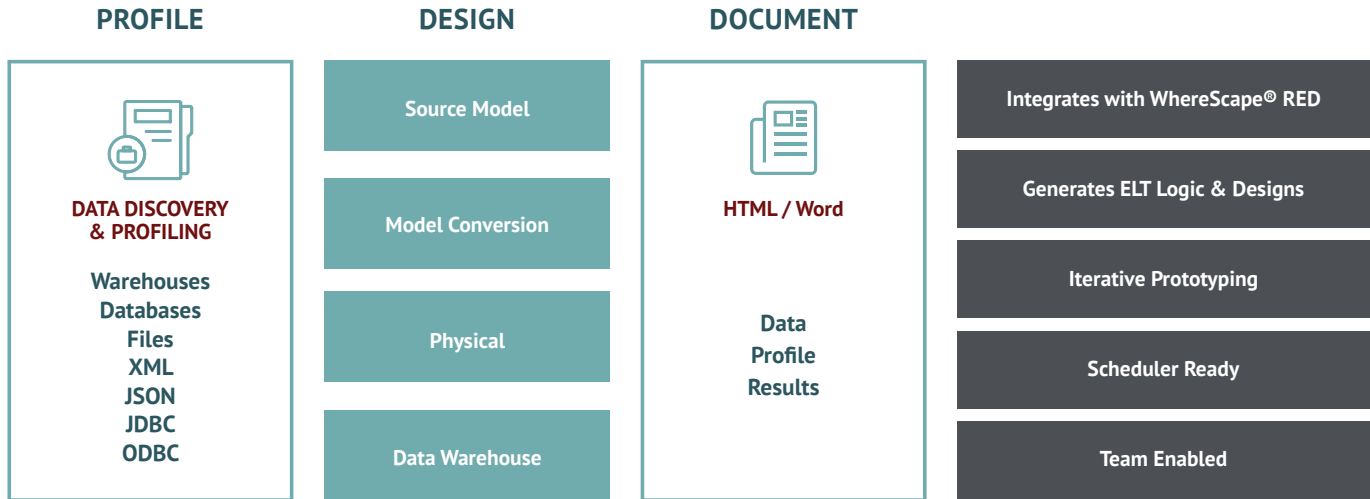 PROFILE
DATA DISCOVERY
& PROFILING
Warehouses
Databases
Files
XML
JSON
JDBC
ODBC
DESIGN
Source Model
Model Conversion
Physical
Data Warehouse
DOCUMENT
HTML / Word
Data
Profile
Results
Integrates with WhereScape® RED
Generates ELT Logic & Designs
Iterative Prototyping
Scheduler Ready
Team Enabled